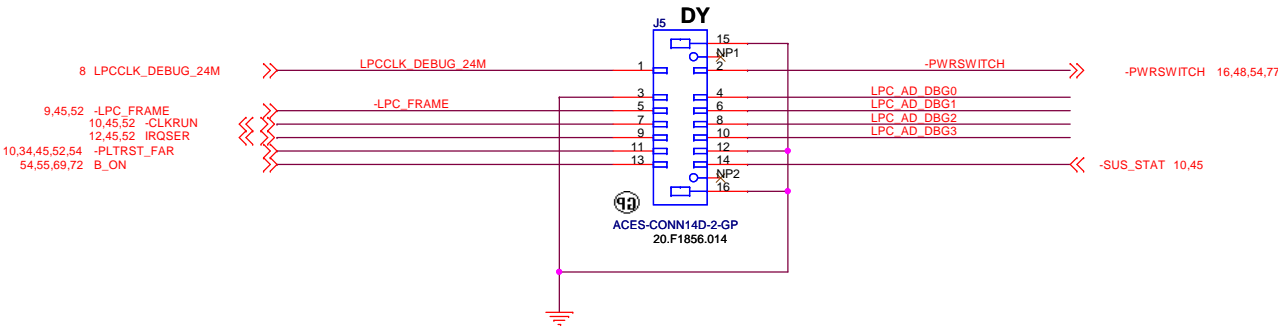 DY
J5
15
NP1
8 LPCCLK_DEBUG_24M
LPCCLK_DEBUG_24M
1
2
-PWRSWITCH
-PWRSWITCH 16,48,54,77
3
4
LPC_AD_DBG0
9,45,52 -LPC_FRAME
-LPC_FRAME
5
6
LPC_AD_DBG1
10,45,52 -CLKRUN
7
8
LPC_AD_DBG2
12,45,52 IRQSER
9
10
LPC_AD_DBG3
10,34,45,52,54 -PLTRST_FAR
11
12
54,55,69,72 B_ON
13
14
-SUS_STAT 10,45
NP2
16
GP
ACES-CONN14D-2-GP
20.F1856.014